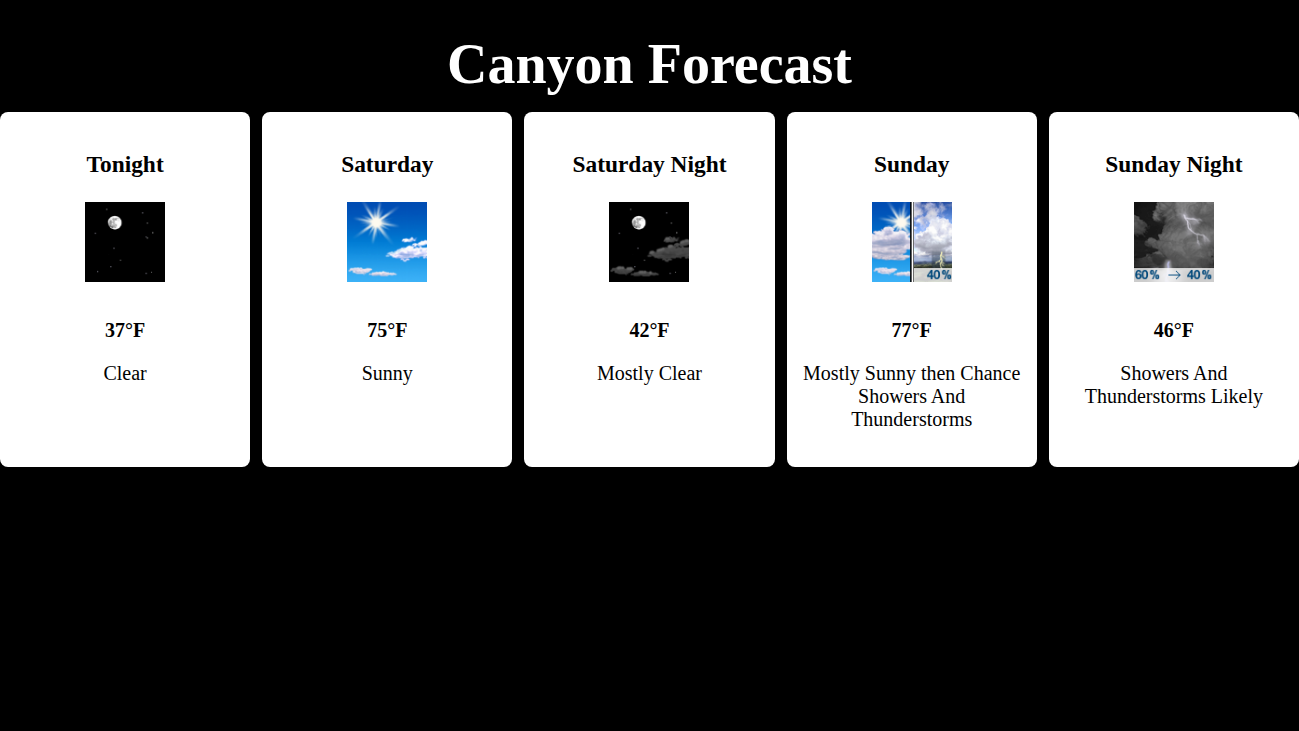 Canyon Forecast
Tonight
37°F
Clear
Saturday
75°F
Sunny
Saturday Night
42°F
Mostly Clear
Sunday
40%
77°F
Mostly Sunny then Chance
Showers And
Thunderstorms
Sunday Night
60% → 40%
46°F
Showers And
Thunderstorms Likely